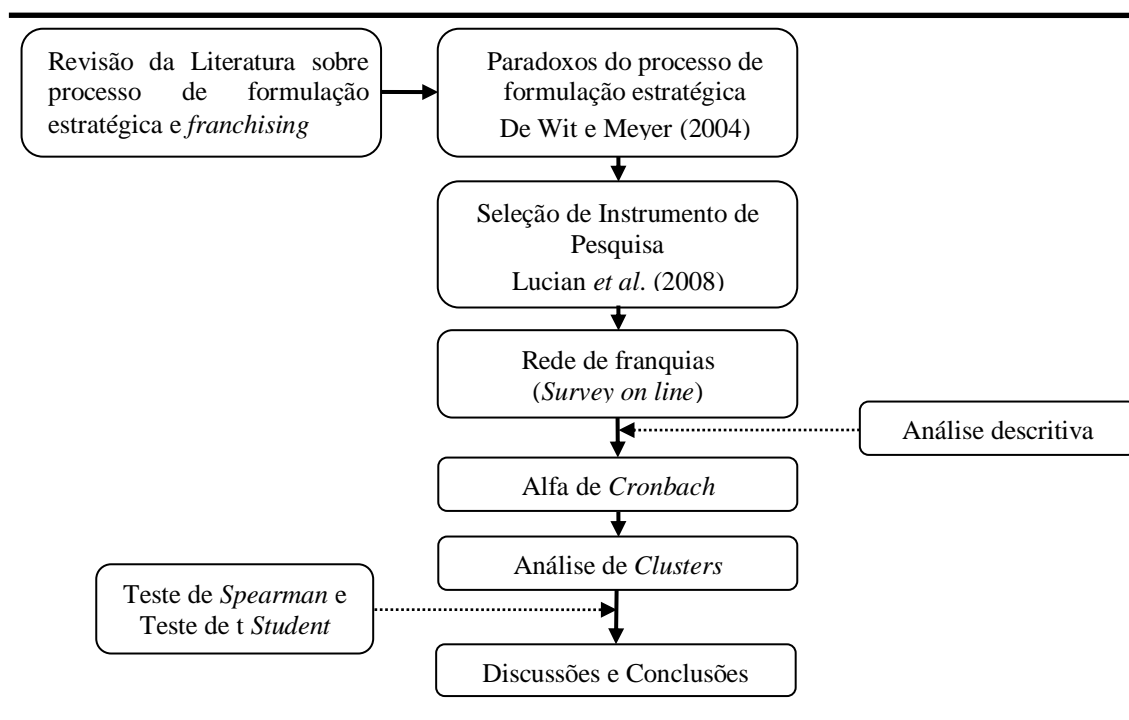 Revisão da Literatura sobre
processo de formulação
estratégica e franchising
Paradoxos do processo de
formulação estratégica
De Wit e Meyer (2004)
Seleção de Instrumento de
Pesquisa
Lucian et al. (2008)
Rede de franquias
(Survey on line)
Análise descritiva
Alfa de Cronbach
Análise de Clusters
Teste de Spearman e
Teste de t Student
Discussões e Conclusões